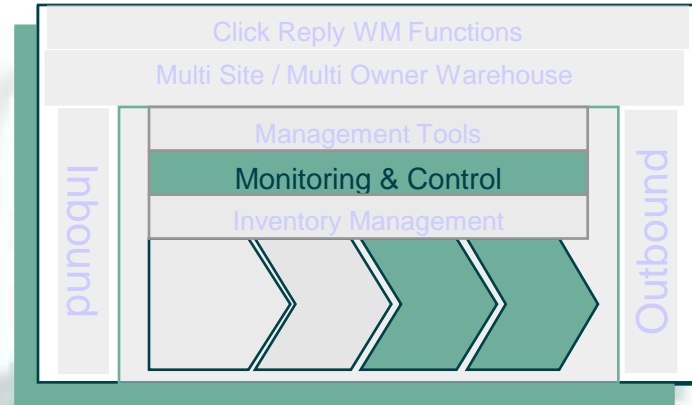 Click Reply WM Functions
Multi Site / Multi Owner Warehouse
Management Tools
Monitoring & Control
Inventory Management
Inbound
Outbound